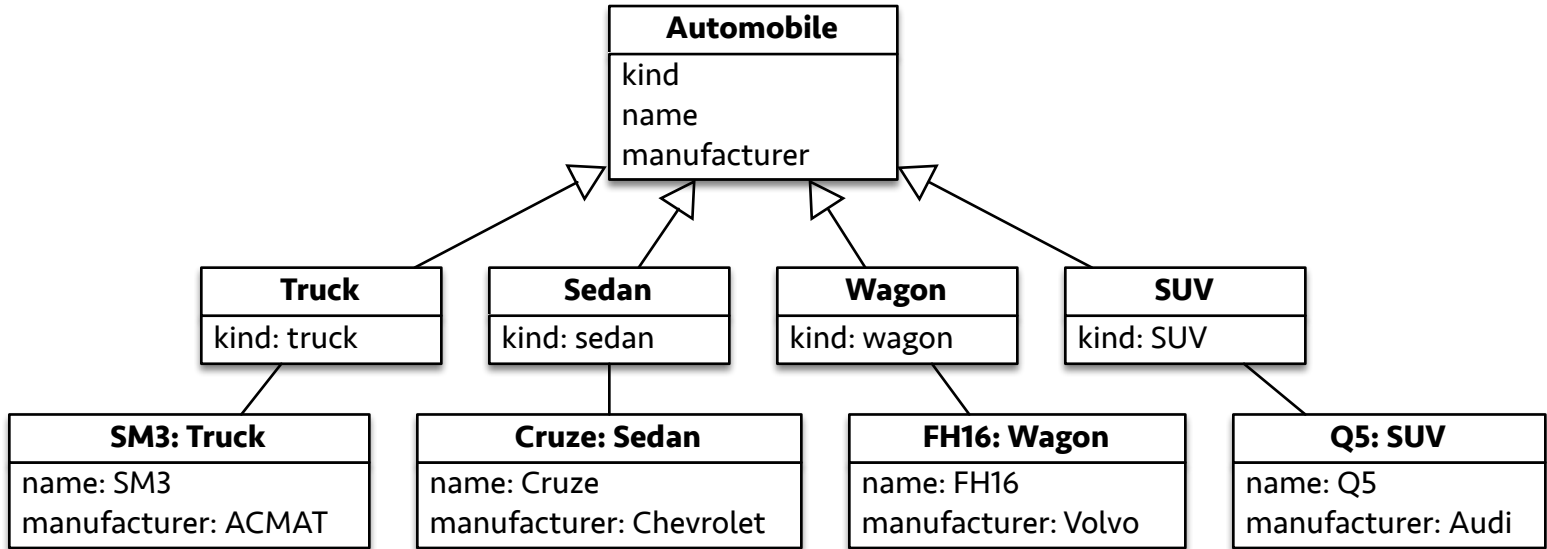 Automobile
kind
name
manufacturer
Truck
kind: truck
Sedan
kind: sedan
Wagon
kind: wagon
SUV
kind: SUV
SM3: Truck
name: SM3
manufacturer: ACMAT
Cruze: Sedan
name: Cruze
manufacturer: Chevrolet
FH16: Wagon
name: FH16
manufacturer: Volvo
Q5: SUV
name: Q5
manufacturer: Audi